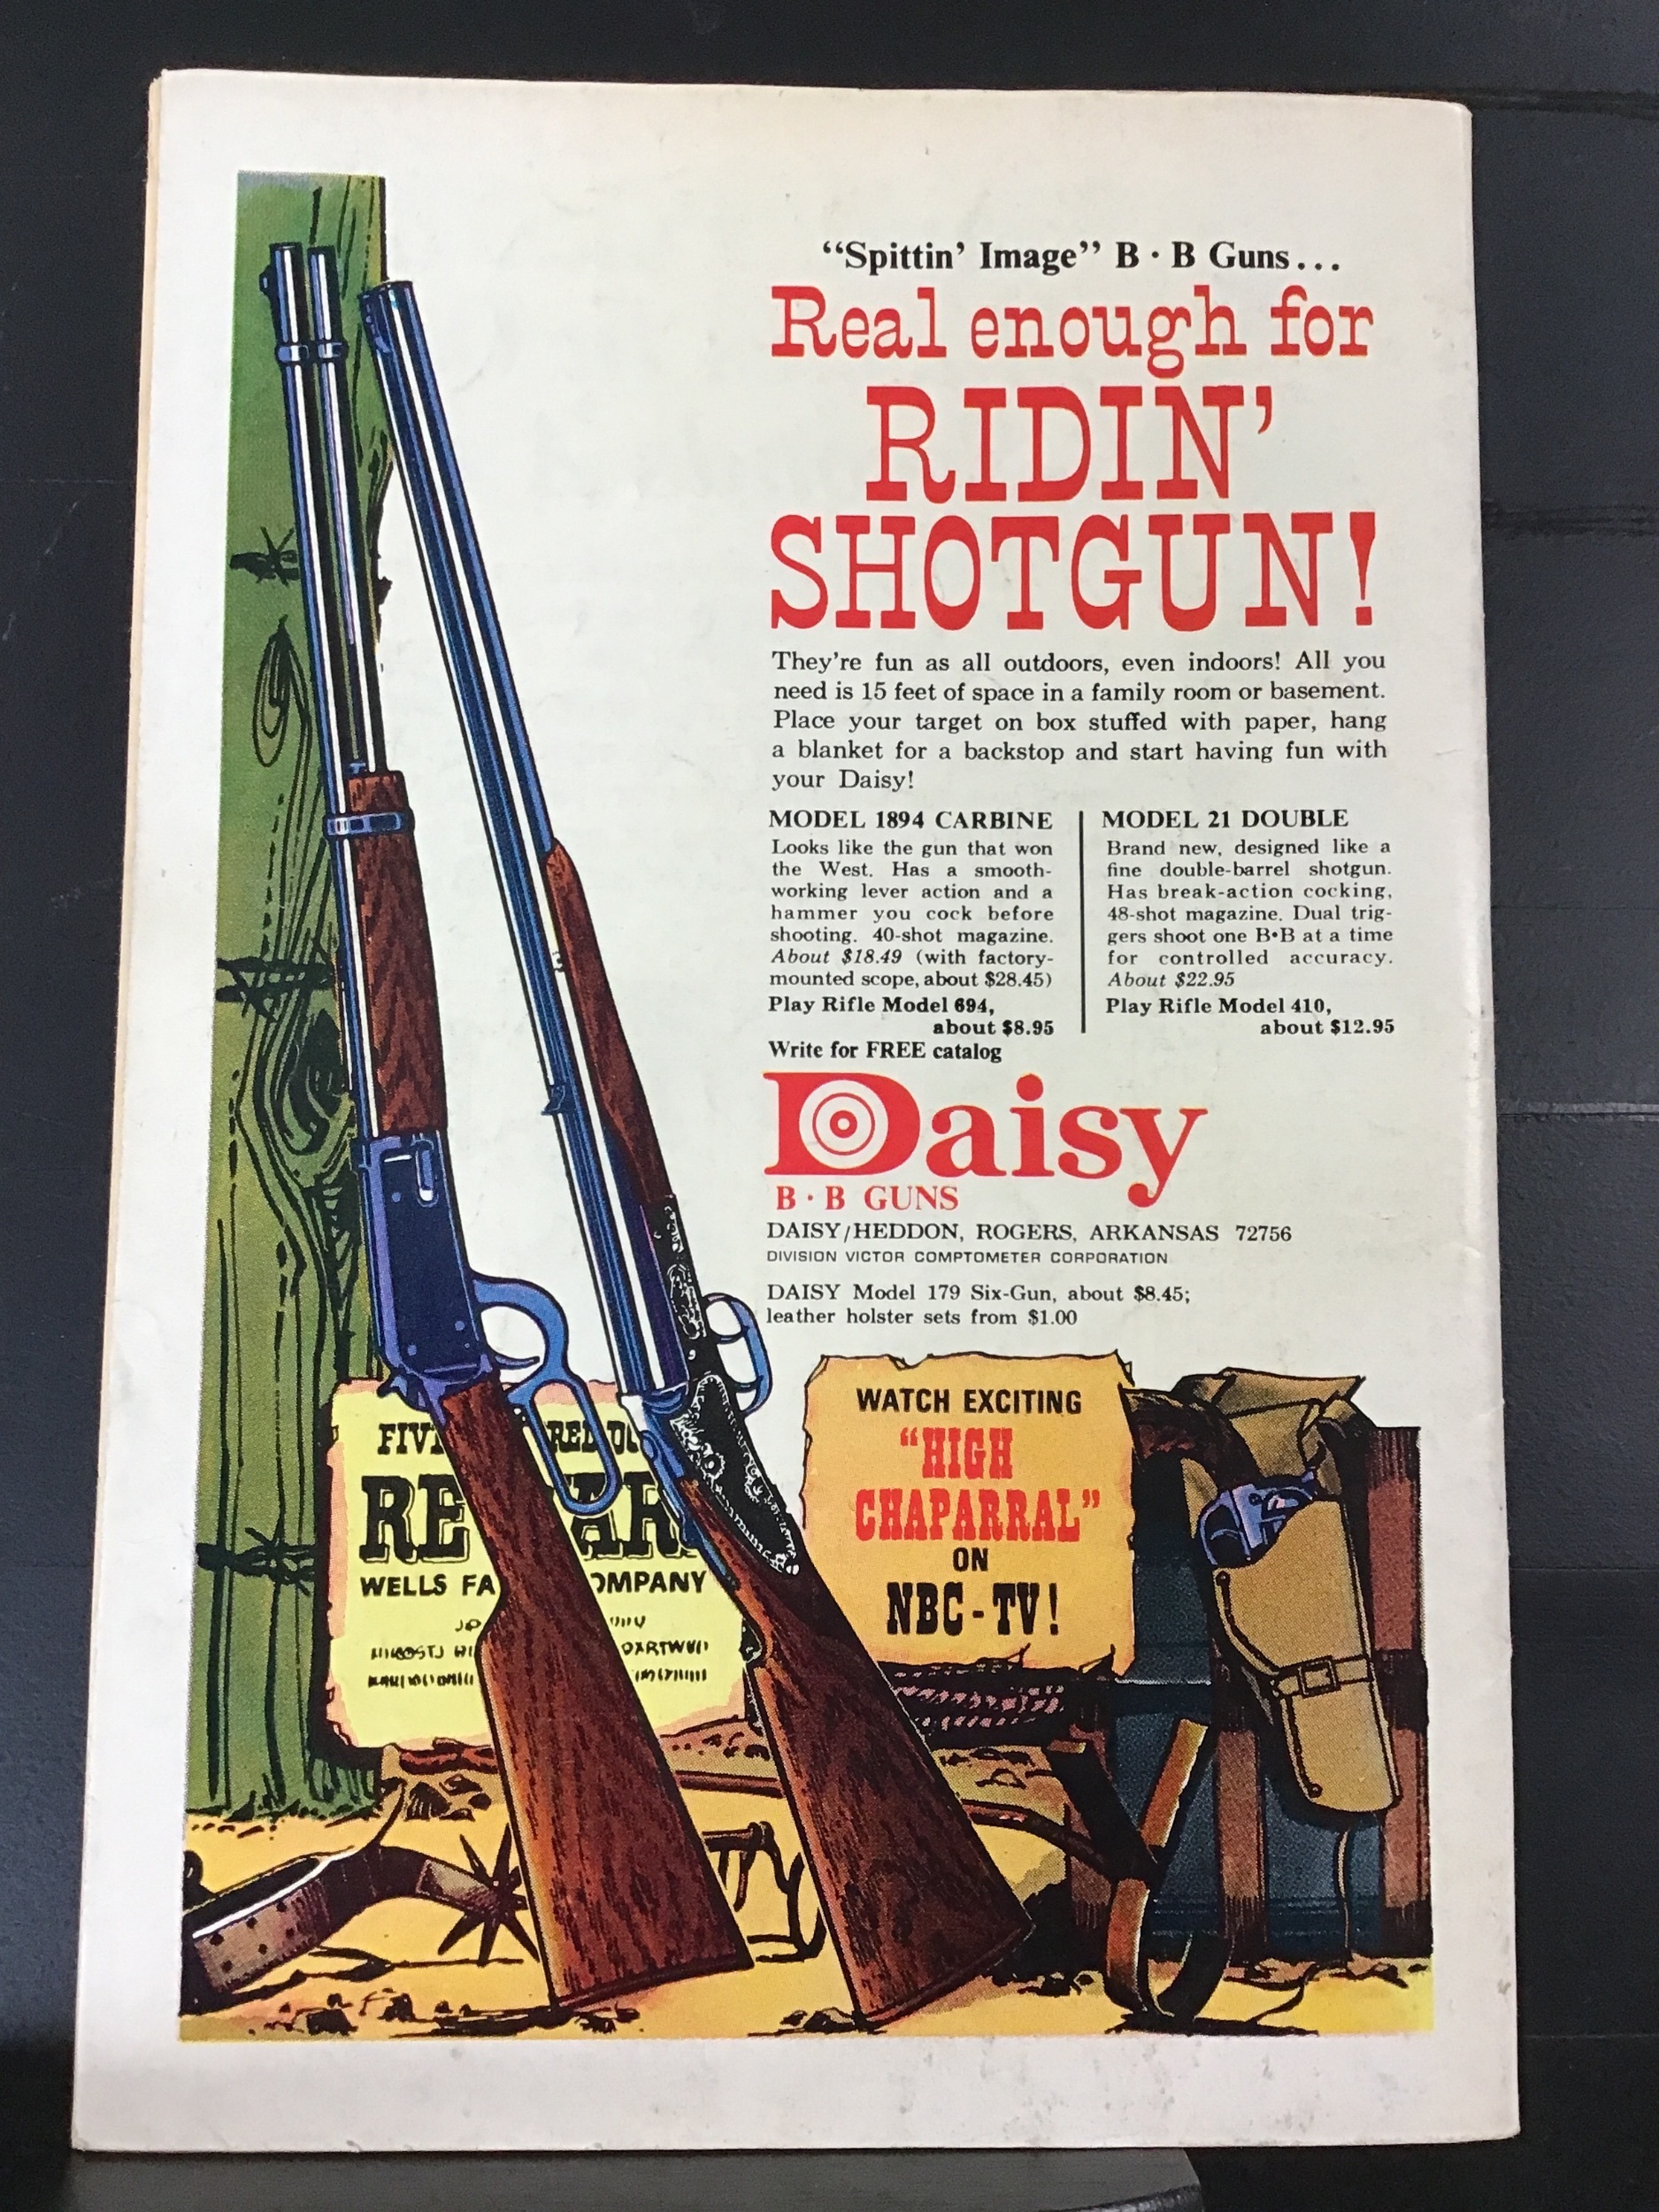 “Spittin’ Image” B·B Guns...
Real enough for
RIDIN’
SHOTGUN!
They're fun as all outdoors, even indoors! All you
need is 15 feet of space in a family room or basement.
Place your target on box stuffed with paper, hang
a blanket for a backstop and start having fun with
your Daisy!
MODEL 1894 CARBINE
Looks like the gun that won
the West. Has a smooth-
working lever action and a
hammer you cock before
shooting. 40-shot magazine.
About $18.49 (with factory-
mounted scope, about $28.45)
Play Rifle Model 694,
about $8.95
MODEL 21 DOUBLE
Brand new, designed like a
fine double-barrel shotgun.
Has break-action cocking,
48-shot magazine. Dual trig-
gers shoot one B•B at a time
for controlled accuracy.
About $22.95
Play Rifle Model 410,
about $12.95
Write for FREE catalog
Daisy
B·B GUNS
DAISY/HEDDON, ROGERS, ARKANSAS 72756
DIVISION VICTOR COMPTOMETER CORPORATION
DAISY Model 179 Six-Gun, about $8.45;
leather holster sets from $1.00
WATCH EXCITING
“HIGH
CHAPARRAL”
ON
NBC-TV!
WELLS FA OMPANY